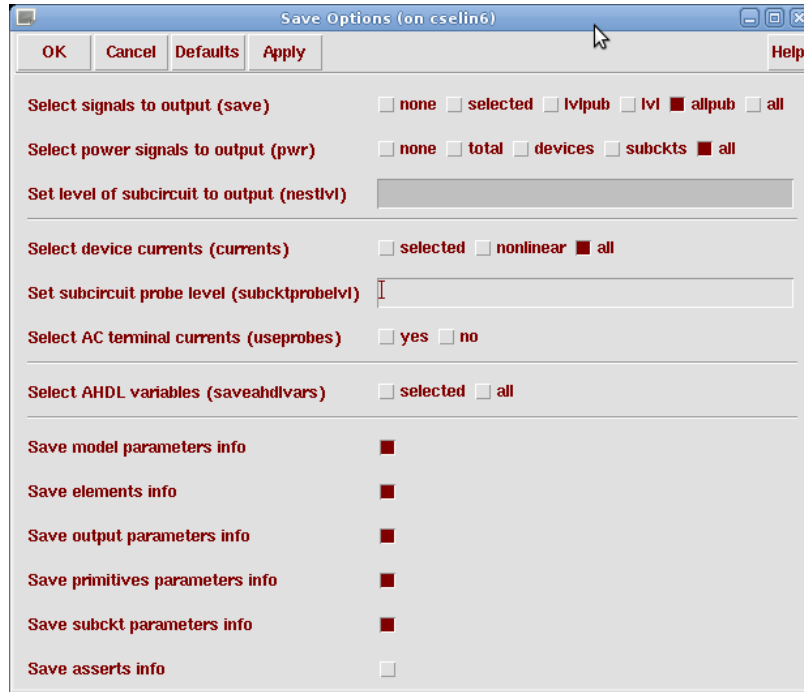 Save Options (on cselin6)
OK Cancel Defaults Apply Help
Select signals to output (save) none selected lvlpub lvl allpub all
Select power signals to output (pwr) none total devices subckts all
Set level of subcircuit to output (nestlvl)
Select device currents (currents) selected nonlinear all
Set subcircuit probe level (subcktprobelvl)
Select AC terminal currents (useprobes) yes no
Select AHDL variables (saveahdlvars) selected all
Save model parameters info
Save elements info
Save output parameters info
Save primitives parameters info
Save subckt parameters info
Save asserts info